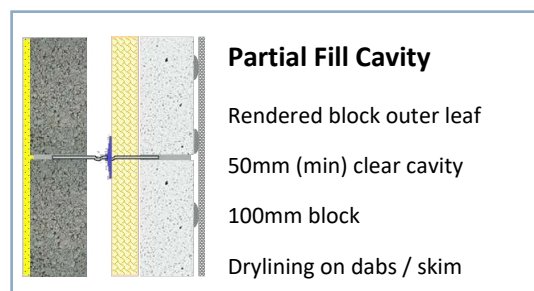 Partial Fill Cavity
Rendered block outer leaf
50mm (min) clear cavity
100mm block
Drylining on dabs / skim